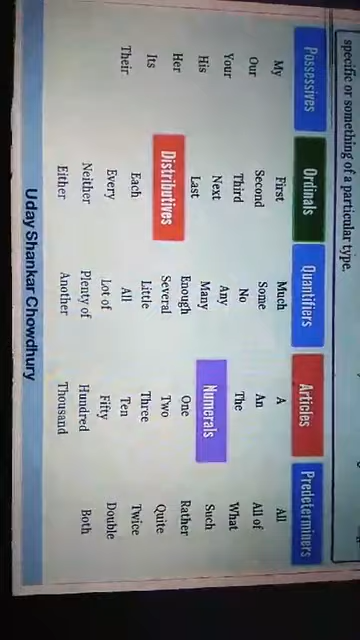 specific or something of a particular type.
Possessives Ordinals Quantifiers Articles Predeterminers
My First Much A All
Our Second Some An All of
Your Third No The What
His Next Any Numerals Such
Her Last Many One Rather
Its Distributives Enough Two Quite
Their Each Several Three Twice
Every Little Ten Double
Neither All Fifty Both
Either Lot of Hundred
Plenty of Thousand
Another
Uday Shankar Chowdhury